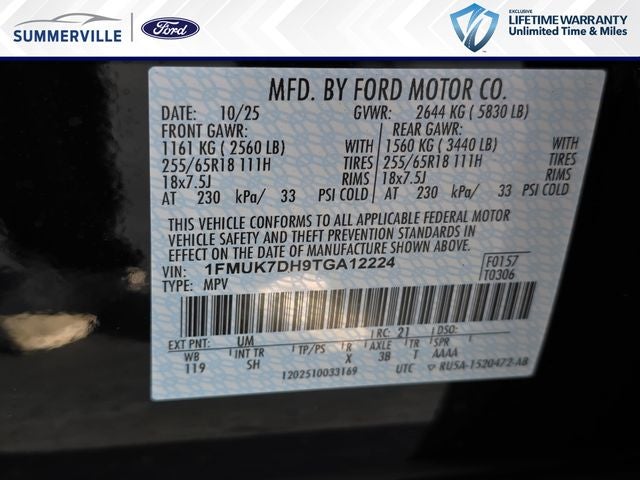 SUMMERVILLE
Ford
EXCLUSIVE
LIFETIME WARRANTY
Unlimited Time & Miles
MFD. BY FORD MOTOR CO.
DATE: 10/25 GVWR: 2644 KG ( 5830 LB)
FRONT GAWR: REAR GAWR:
1161 KG ( 2560 LB) WITH 1560 KG ( 3440 LB) WITH
255/65R18 111H TIRES 255/65R18 111H TIRES
18x7.5J RIMS 18x7.5J RIMS
AT 230 kPa/ 33 PSI COLD AT 230 kPa/ 33 PSI COLD
THIS VEHICLE CONFORMS TO ALL APPLICABLE FEDERAL MOTOR
VEHICLE SAFETY AND THEFT PREVENTION STANDARDS IN
EFFECT ON THE DATE OF MANUFACTURE SHOWN ABOVE.
VIN: 1FMUK7DH9TGA12224 F0157
TYPE: MPV T0306
EXT PNT: UM RC: 21 DSO:
WB INT TR TP/PS R AXLE TR SPR
119 SH X 38 T AAAA
1202510033169 UTC RU5A-1520472-AB